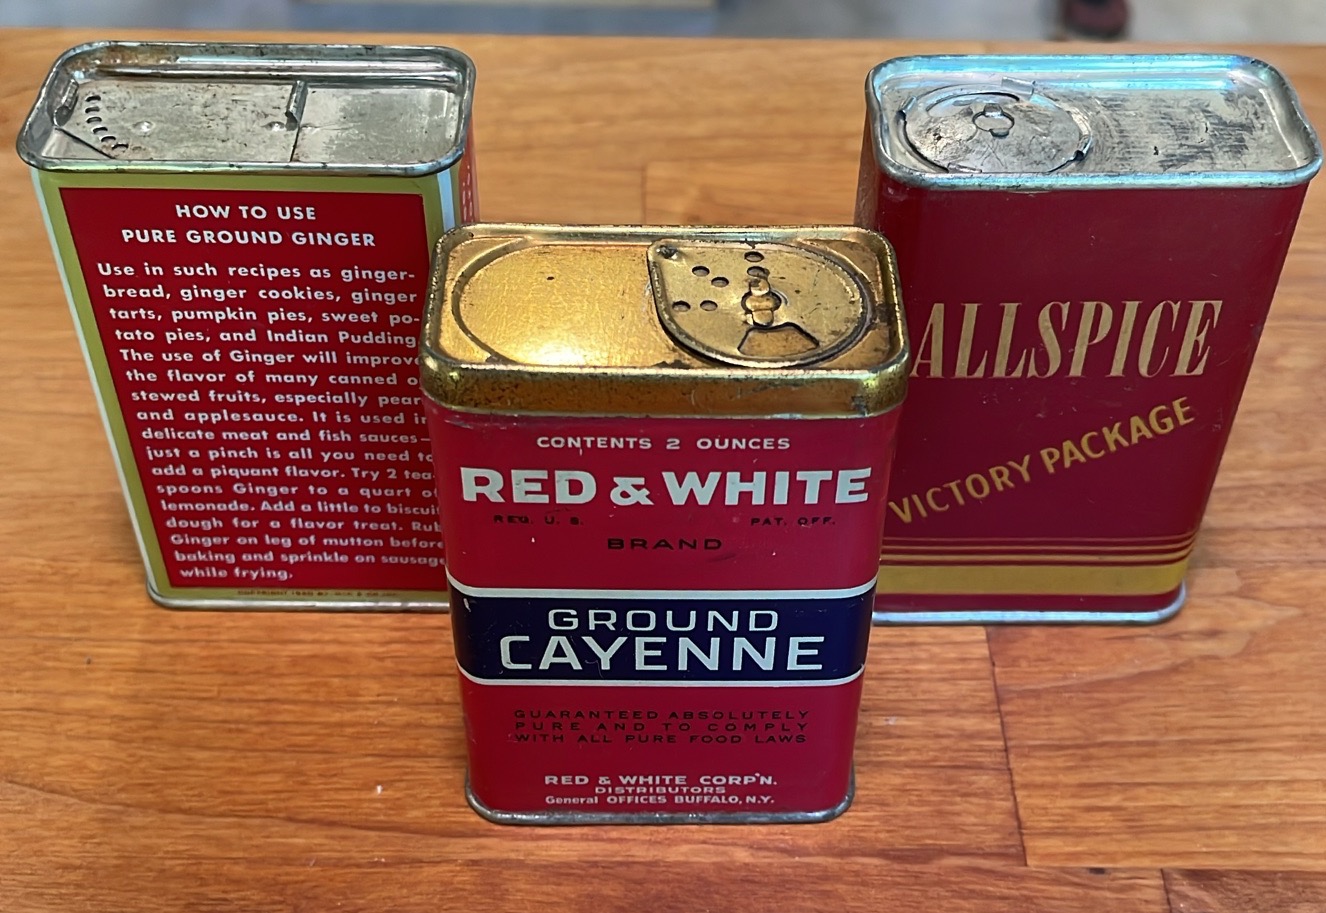 HOW TO USE
PURE GROUND GINGER
Use in such recipes as ginger-
bread, ginger cookies, ginger
tarts, pumpkin pies, sweet po-
tato pies, and Indian Pudding
The use of Ginger will improve
the flavor of many canned o
stewed fruits, especially pear
and applesauce. It is used i
delicate meat and fish sauces—
just a pinch is all you need to
add a piquant flavor. Try 2 tea
spoons Ginger to a quart of
lemonade. Add a little to biscui
dough for a flavor treat. Rub
Ginger on leg of mutton before
baking and sprinkle on sausage
while frying.
CONTENTS 2 OUNCES
RED & WHITE
REG. U. S. PAT. OFF.
BRAND
GROUND
CAYENNE
GUARANTEED ABSOLUTELY
PURE AND TO COMPLY
WITH ALL PURE FOOD LAWS
RED & WHITE CORP'N.
DISTRIBUTORS
General OFFICES BUFFALO, N.Y.
ALLSPICE
VICTORY PACKAGE